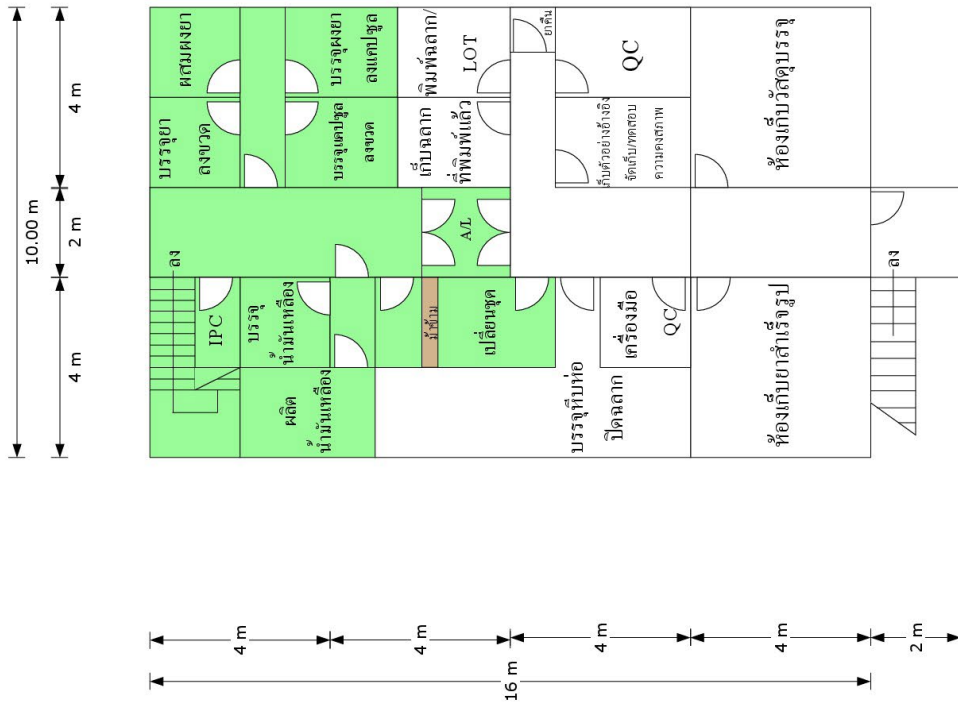 10.00 m
4 m
2 m
4 m
16 m
4 m
4 m
4 m
4 m
2 m
ผสมผงยา
บรรจุผงยา
ลงแคปซูล
พิมพ์ฉลาก/
LOT
ยาคืน
QC
ห้องเก็บวัสดุบรรจุ
บรรจุยา
ลงขวด
บรรจุแคปซูล
ลงขวด
เก็บฉลาก
ที่พิมพ์แล้ว
เก็บตัวอย่างอ้างอิง
จัดเก็บ/ทดสอบ
ความคงสภาพ
A/L
ลง
ลง
IPC
บรรจุ
น้ำมันเหลือง
ม้าข้าม
เปลี่ยนชุด
เครื่องมือ
QC
ผลิต
น้ำมันเหลือง
บรรจุหีบห่อ
ปิดฉลาก
ห้องเก็บยาสำเร็จรูป